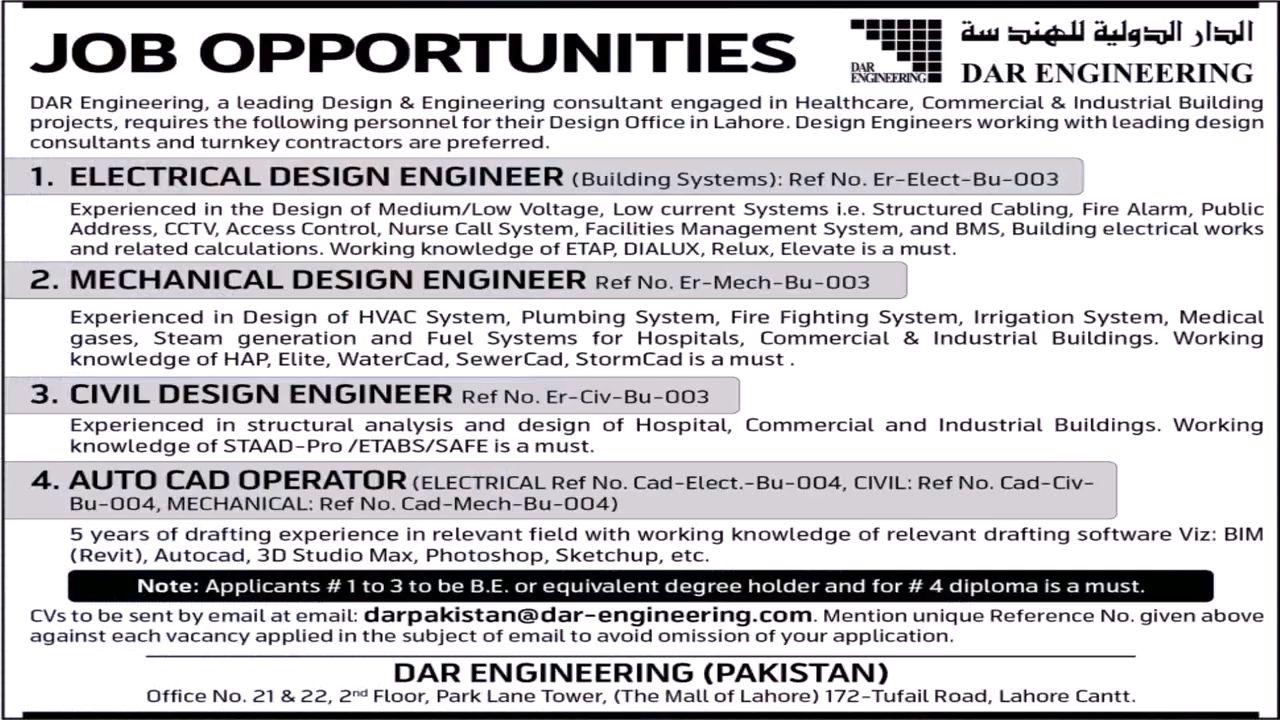 JOB OPPORTUNITIES
الدار الدولية للهندسة
DAR ENGINEERING
DAR
ENGINEERING
DAR Engineering, a leading Design & Engineering consultant engaged in Healthcare, Commercial & Industrial Building
projects, requires the following personnel for their Design Office in Lahore. Design Engineers working with leading design
consultants and turnkey contractors are preferred.
1. ELECTRICAL DESIGN ENGINEER (Building Systems): Ref No. Er-Elect-Bu-003
Experienced in the Design of Medium/Low Voltage, Low current Systems i.e. Structured Cabling, Fire Alarm, Public
Address, CCTV, Access Control, Nurse Call System, Facilities Management System, and BMS, Building electrical works
and related calculations. Working knowledge of ETAP, DIALUX, Relux, Elevate is a must.
2. MECHANICAL DESIGN ENGINEER Ref No. Er-Mech-Bu-003
Experienced in Design of HVAC System, Plumbing System, Fire Fighting System, Irrigation System, Medical
gases, Steam generation and Fuel Systems for Hospitals, Commercial & Industrial Buildings. Working
knowledge of HAP, Elite, WaterCad, SewerCad, StormCad is a must .
3. CIVIL DESIGN ENGINEER Ref No. Er-Civ-Bu-003
Experienced in structural analysis and design of Hospital, Commercial and Industrial Buildings. Working
knowledge of STAAD-Pro /ETABS/SAFE is a must.
4. AUTO CAD OPERATOR (ELECTRICAL Ref No. Cad-Elect.-Bu-004, CIVIL: Ref No. Cad-Civ-
Bu-004, MECHANICAL: Ref No. Cad-Mech-Bu-004)
5 years of drafting experience in relevant field with working knowledge of relevant drafting software Viz: BIM
(Revit), Autocad, 3D Studio Max, Photoshop, Sketchup, etc.
Note: Applicants # 1 to 3 to be B.E. or equivalent degree holder and for # 4 diploma is a must.
CVs to be sent by email at email: darpakistan@dar-engineering.com. Mention unique Reference No. given above
against each vacancy applied in the subject of email to avoid omission of your application.
DAR ENGINEERING (PAKISTAN)
Office No. 21 & 22, 2nd Floor, Park Lane Tower, (The Mall of Lahore) 172-Tufail Road, Lahore Cantt.